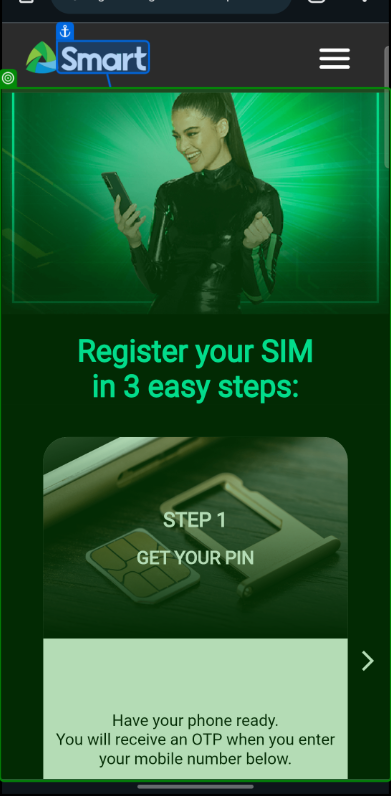 Smart
Register your SIM
in 3 easy steps:
STEP 1
GET YOUR PIN
Have your phone ready.
You will receive an OTP when you enter
your mobile number below.